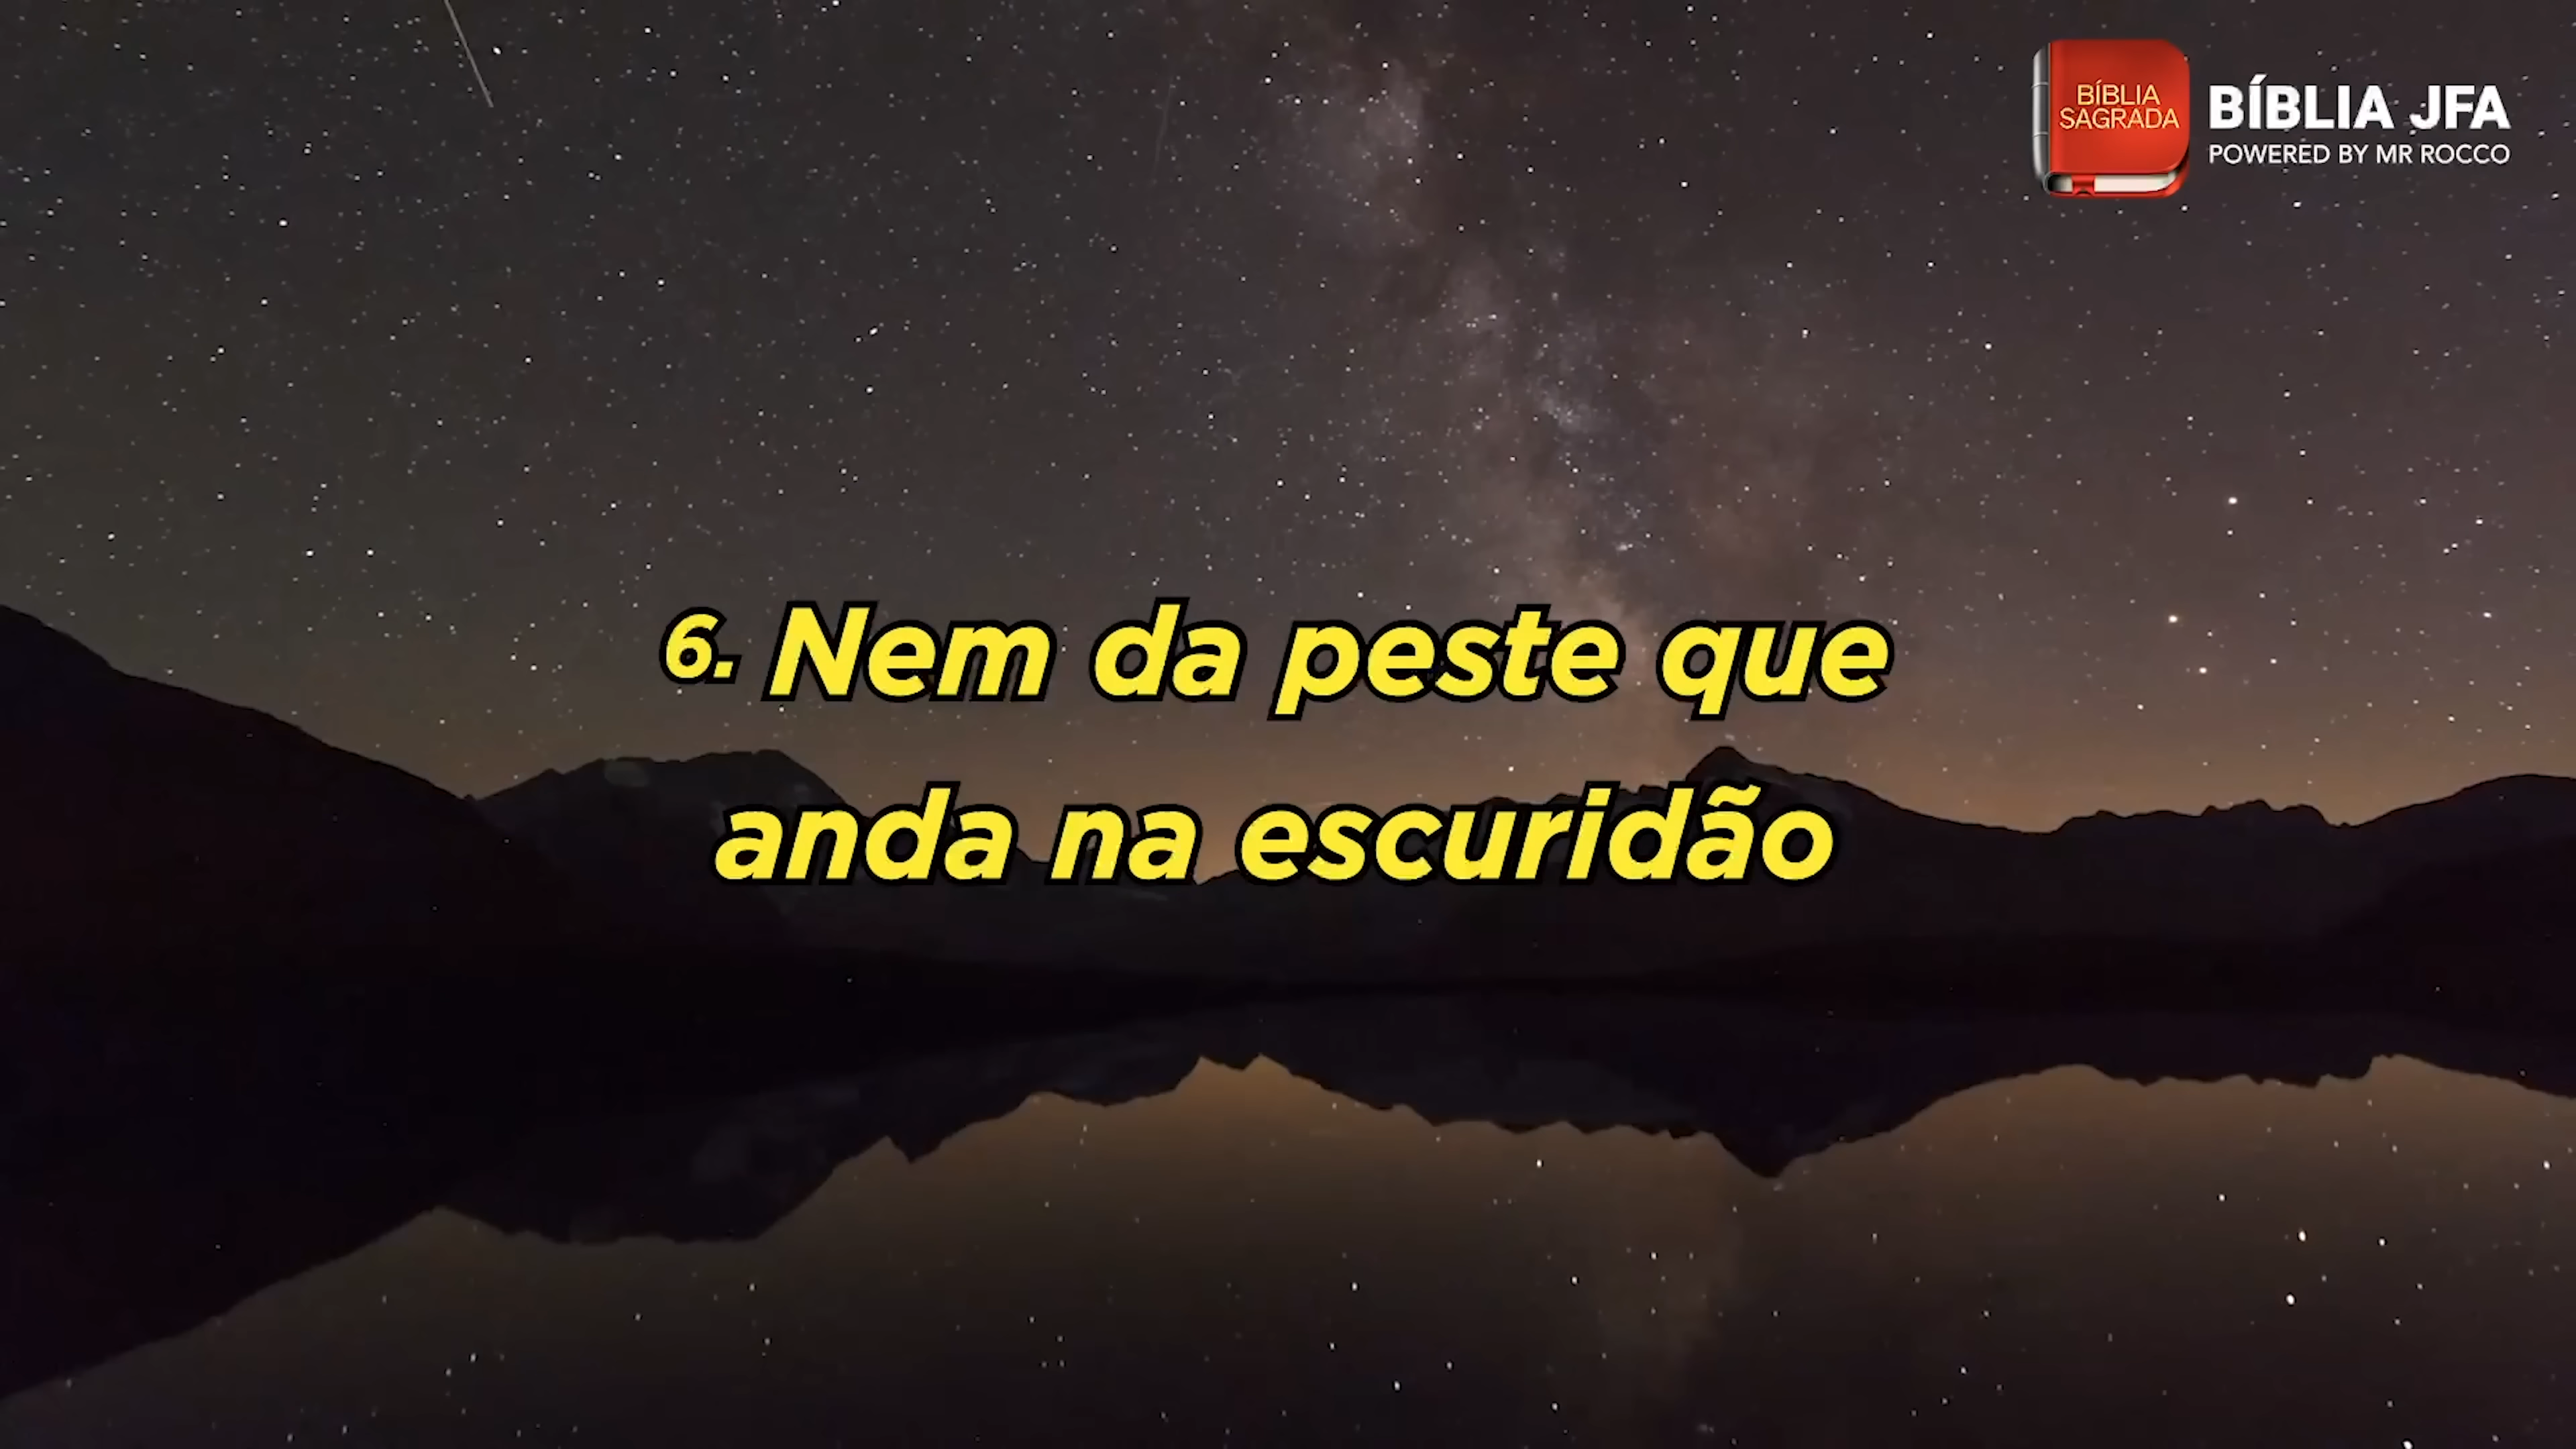 BÍBLIA
SAGRADA
BÍBLIA JFA
POWERED BY MR ROCCO
6. Nem da peste que
anda na escuridão